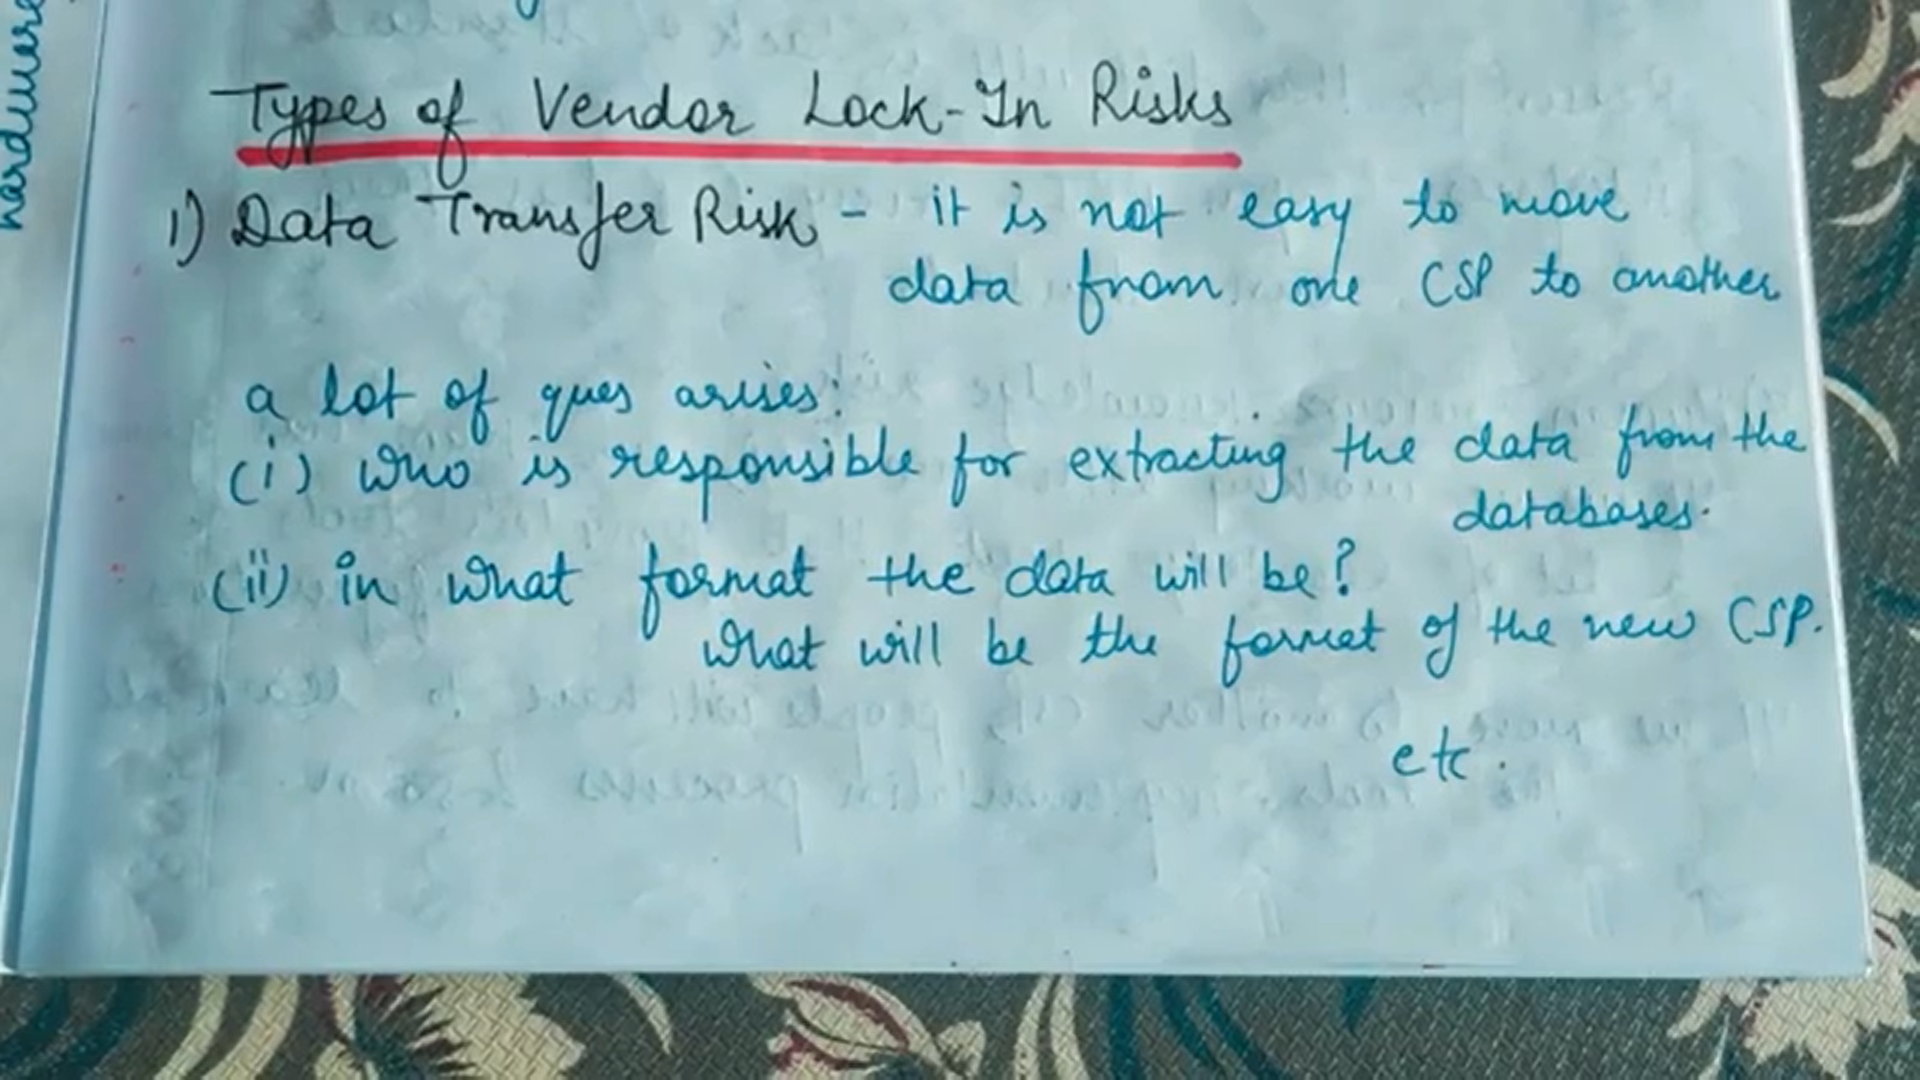 hardware
Types of Vendor Lock-In Risks
1) Data Transfer Risk - it is not easy to move
data from one CSP to another
a lot of ques arises:
(i) who is responsible for extracting the data from the
databases.
(ii) in what format the data will be?
what will be the format of the new CSP.
etc.